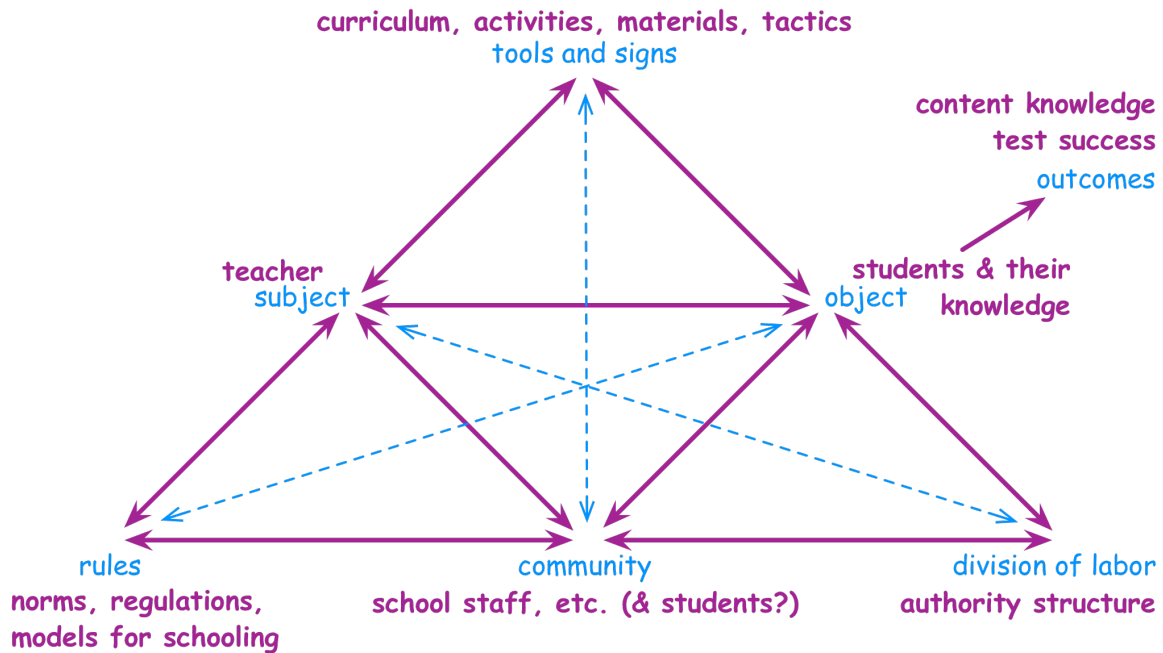 curriculum, activities, materials, tactics
tools and signs
content knowledge
test success
outcomes
teacher
subject
students & their
object
knowledge
rules
norms, regulations,
models for schooling
community
school staff, etc. (& students?)
division of labor
authority structure